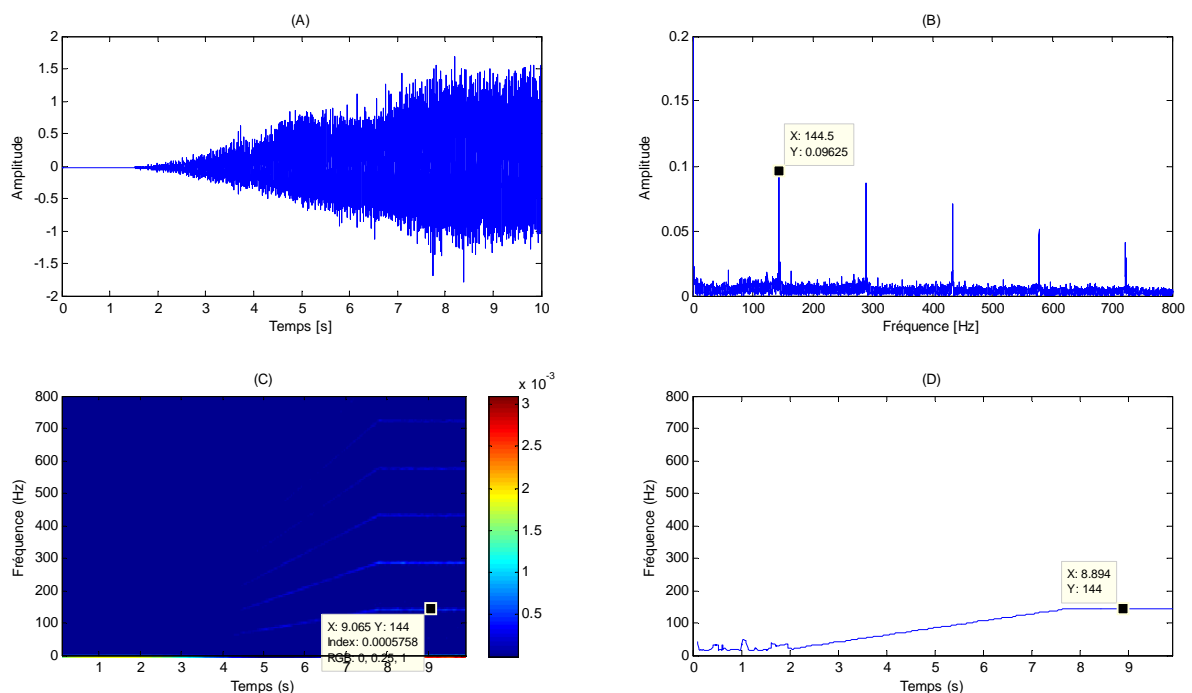 (A)
2
1.5
1
0.5
0
-0.5
-1
-1.5
-2
Amplitude
0 1 2 3 4 5 6 7 8 9 10
Temps [s]
(B)
0.2
0.15
0.1
0.05
0
Amplitude
X: 144.5
Y: 0.09625
0 100 200 300 400 500 600 700 800
Fréquence [Hz]
(C)
800
700
600
500
400
300
200
100
0
Fréquence (Hz)
X: 9.065 Y: 144
Index: 0.0005758
RGB: 0, 0.25, 1
1 2 3 4 5 6 7 8 9
Temps (s)
x 10-3
3
2.5
2
1.5
1
0.5
(D)
800
700
600
500
400
300
200
100
0
Fréquence (Hz)
X: 8.894
Y: 144
0 1 2 3 4 5 6 7 8 9
Temps (s)